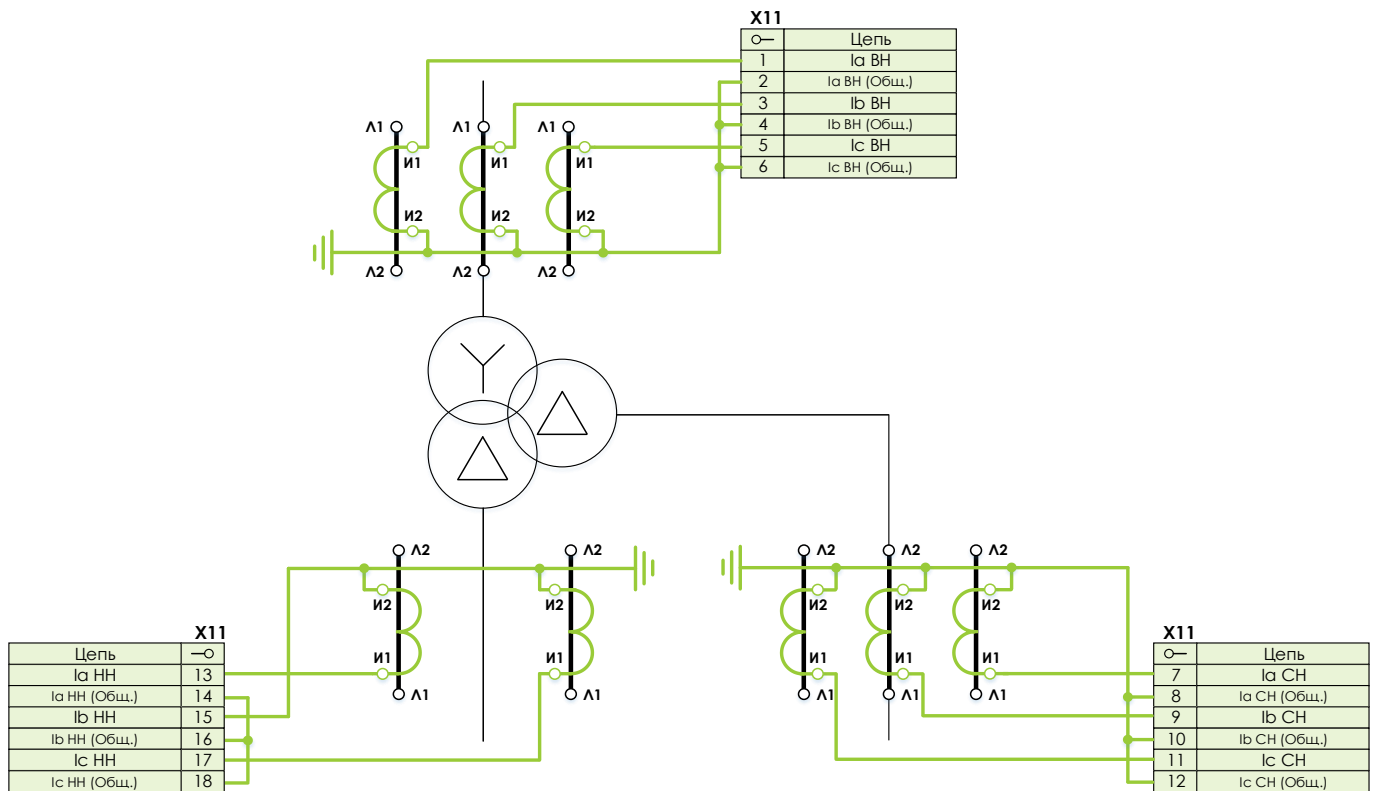 X11
Цепь
1 Ia ВН
2 Ia ВН (Общ.)
3 Ib ВН
4 Ib ВН (Общ.)
5 Ic ВН
6 Ic ВН (Общ.)
Л1 Л1 Л1
И1 И1 И1
И2 И2 И2
Л2 Л2 Л2
Л2 Л2
И2 И2
И1 И1
Л1 Л1
X11
Цепь
Ia НН 13
Ia НН (Общ.) 14
Ib НН 15
Ib НН (Общ.) 16
Ic НН 17
Ic НН (Общ.) 18
Л2 Л2 Л2
И2 И2 И2
И1 И1 И1
Л1 Л1 Л1
X11
Цепь
7 Ia СН
8 Ia СН (Общ.)
9 Ib СН
10 Ib СН (Общ.)
11 Ic СН
12 Ic СН (Общ.)